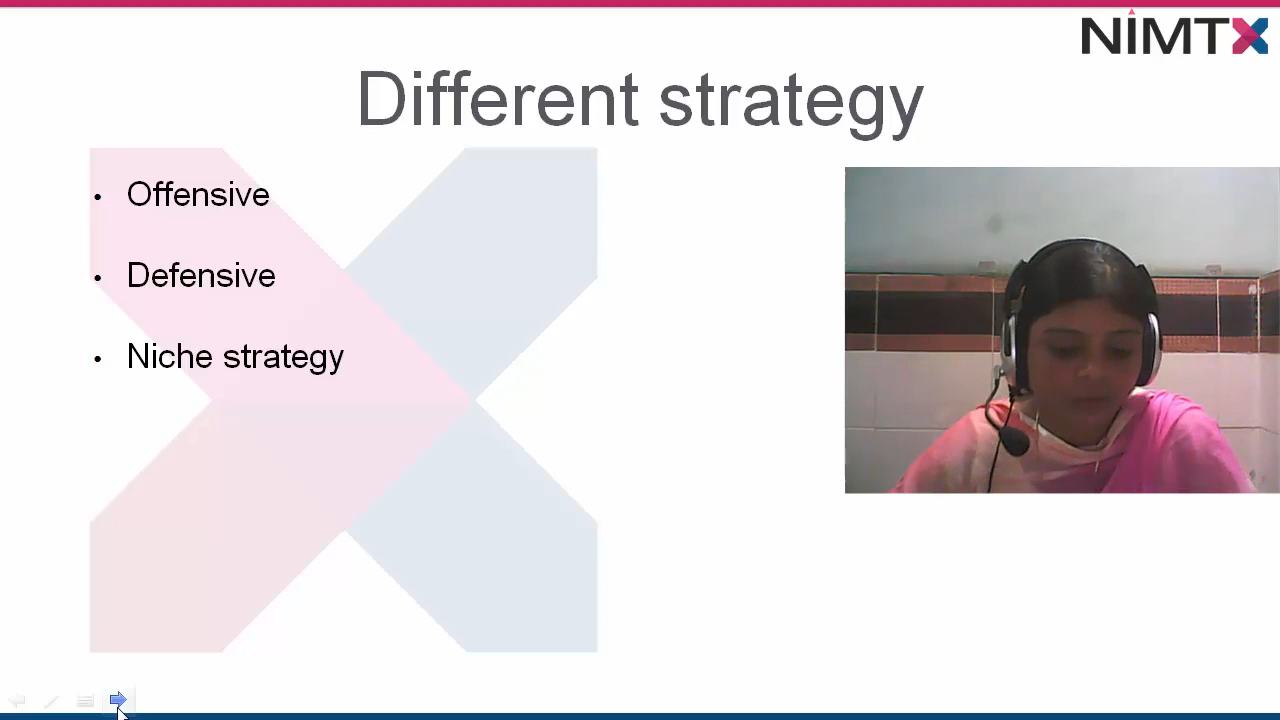 NIMTX
Different strategy
• Offensive
• Defensive
• Niche strategy